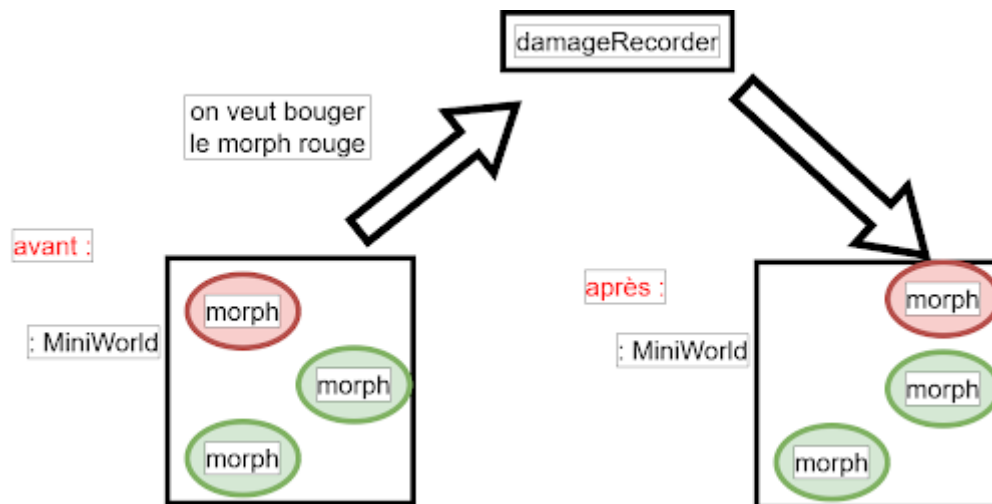 damageRecorder
on veut bouger
le morph rouge
avant :
: MiniWorld
morph
morph
morph
après :
: MiniWorld
morph
morph
morph